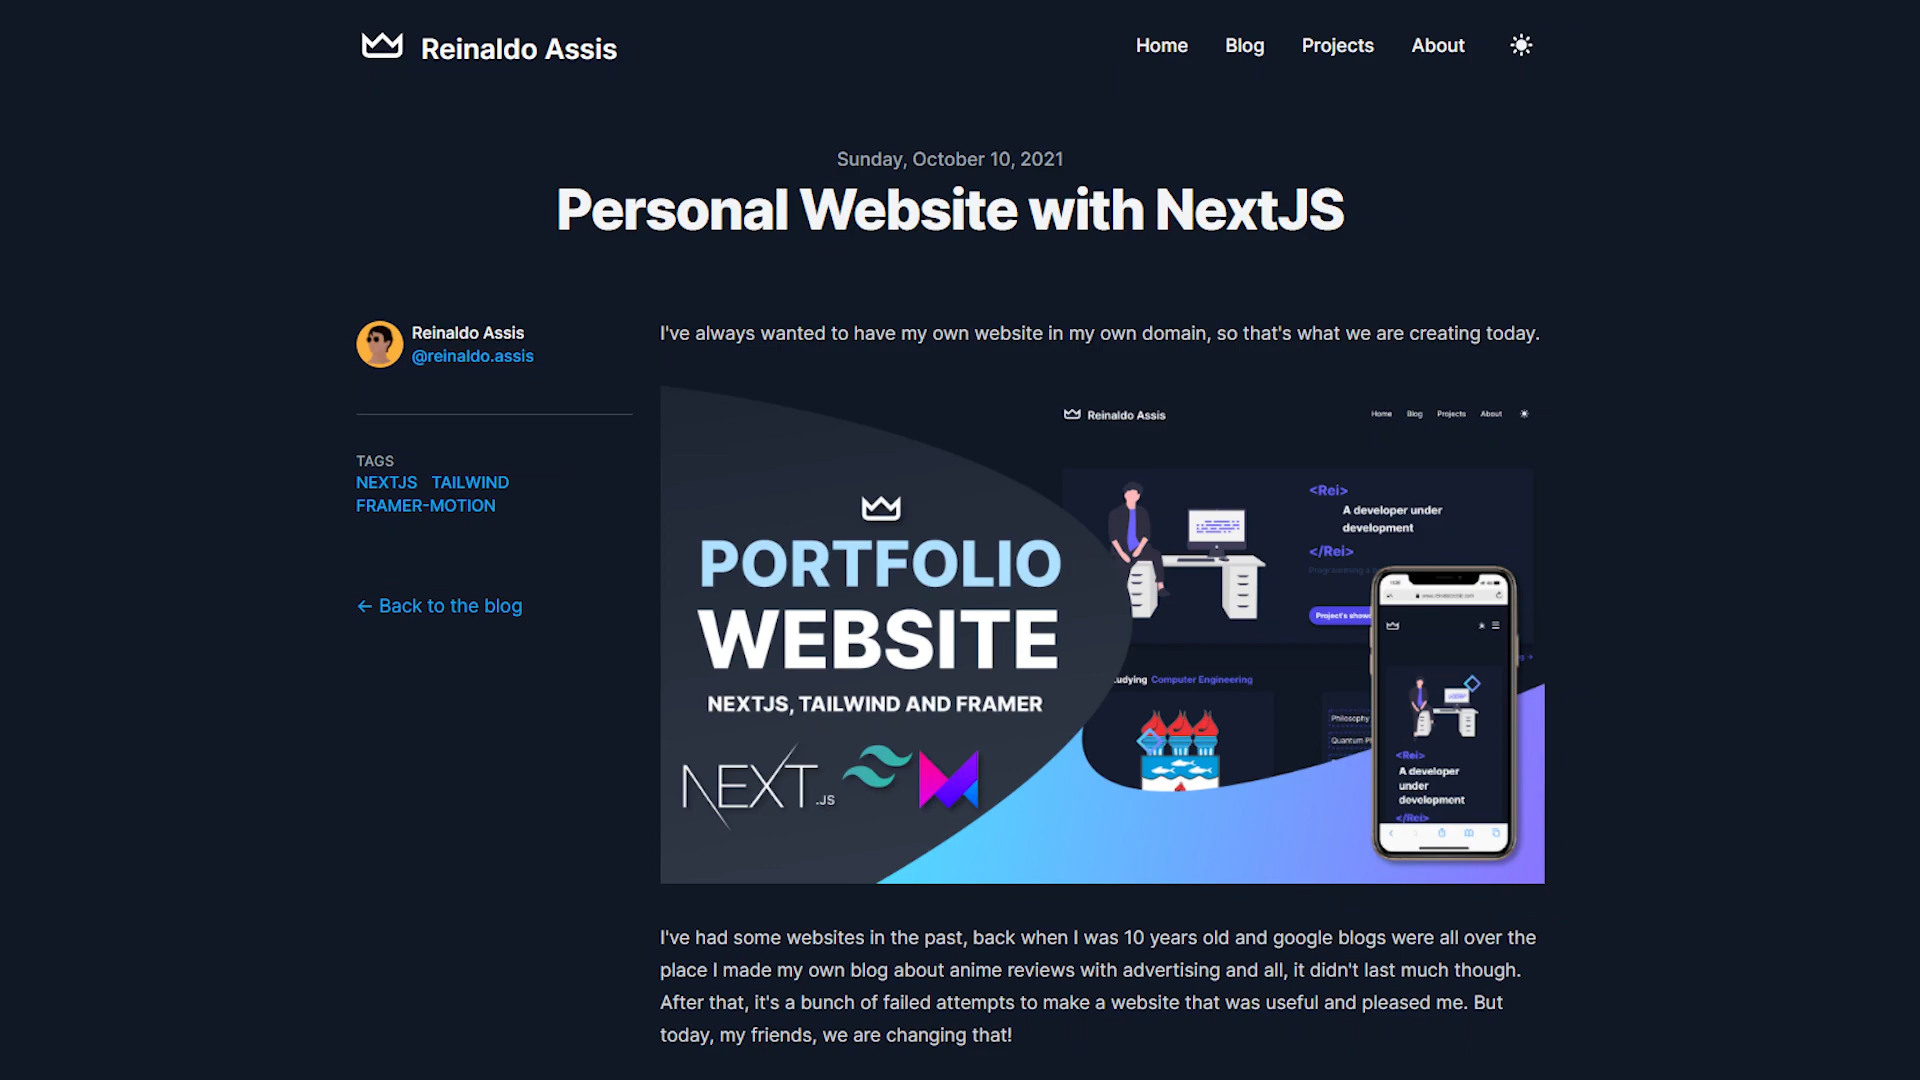 Reinaldo Assis
Home Blog Projects About
Sunday, October 10, 2021
Personal Website with NextJS
Reinaldo Assis
@reinaldo.assis
TAGS
NEXTJS TAILWIND
FRAMER-MOTION
← Back to the blog
I've always wanted to have my own website in my own domain, so that's what we are creating today.
Reinaldo Assis
Home Blog Projects About
PORTFOLIO
WEBSITE
NEXTJS, TAILWIND AND FRAMER
NEXT.JS
<Rei>
A developer under
development
</Rei>
Programming a
Project's show
udying Computer Engineering
Philosophy
Quantum P
<Rei>
A developer
under
development
</Rei>
I've had some websites in the past, back when I was 10 years old and google blogs were all over the
place I made my own blog about anime reviews with advertising and all, it didn't last much though.
After that, it's a bunch of failed attempts to make a website that was useful and pleased me. But
today, my friends, we are changing that!